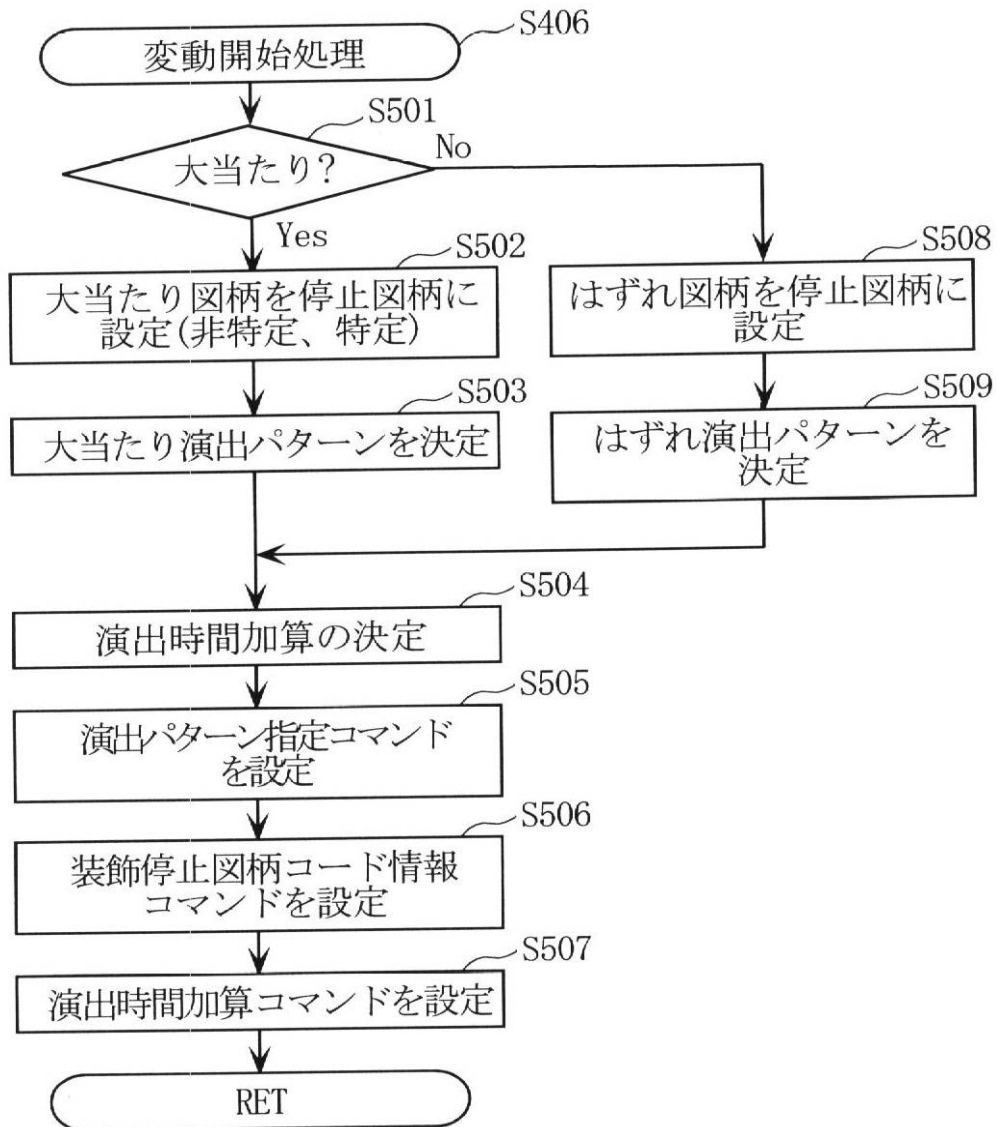 変動開始処理
S406
S501
大当たり?
No
Yes
S502
大当たり図柄を停止図柄に
設定(非特定、特定)
S503
大当たり演出パターンを決定
S508
はずれ図柄を停止図柄に
設定
S509
はずれ演出パターンを
決定
S504
演出時間加算の決定
S505
演出パターン指定コマンド
を設定
S506
装飾停止図柄コード情報
コマンドを設定
S507
演出時間加算コマンドを設定
RET